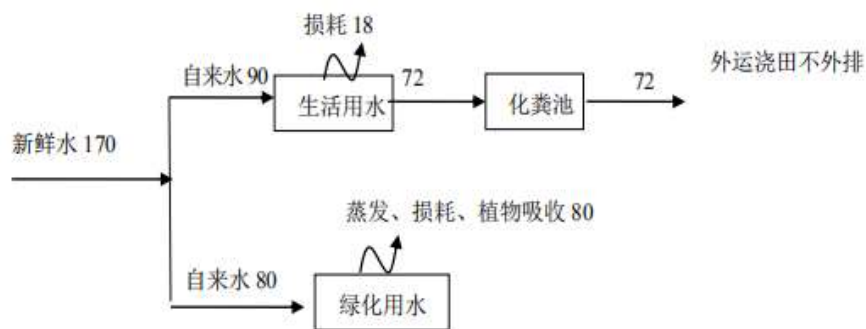 损耗 18
外运浇田不外排
自来水 90
72
72
生活用水
化粪池
新鲜水 170
蒸发、损耗、植物吸收 80
自来水 80
绿化用水